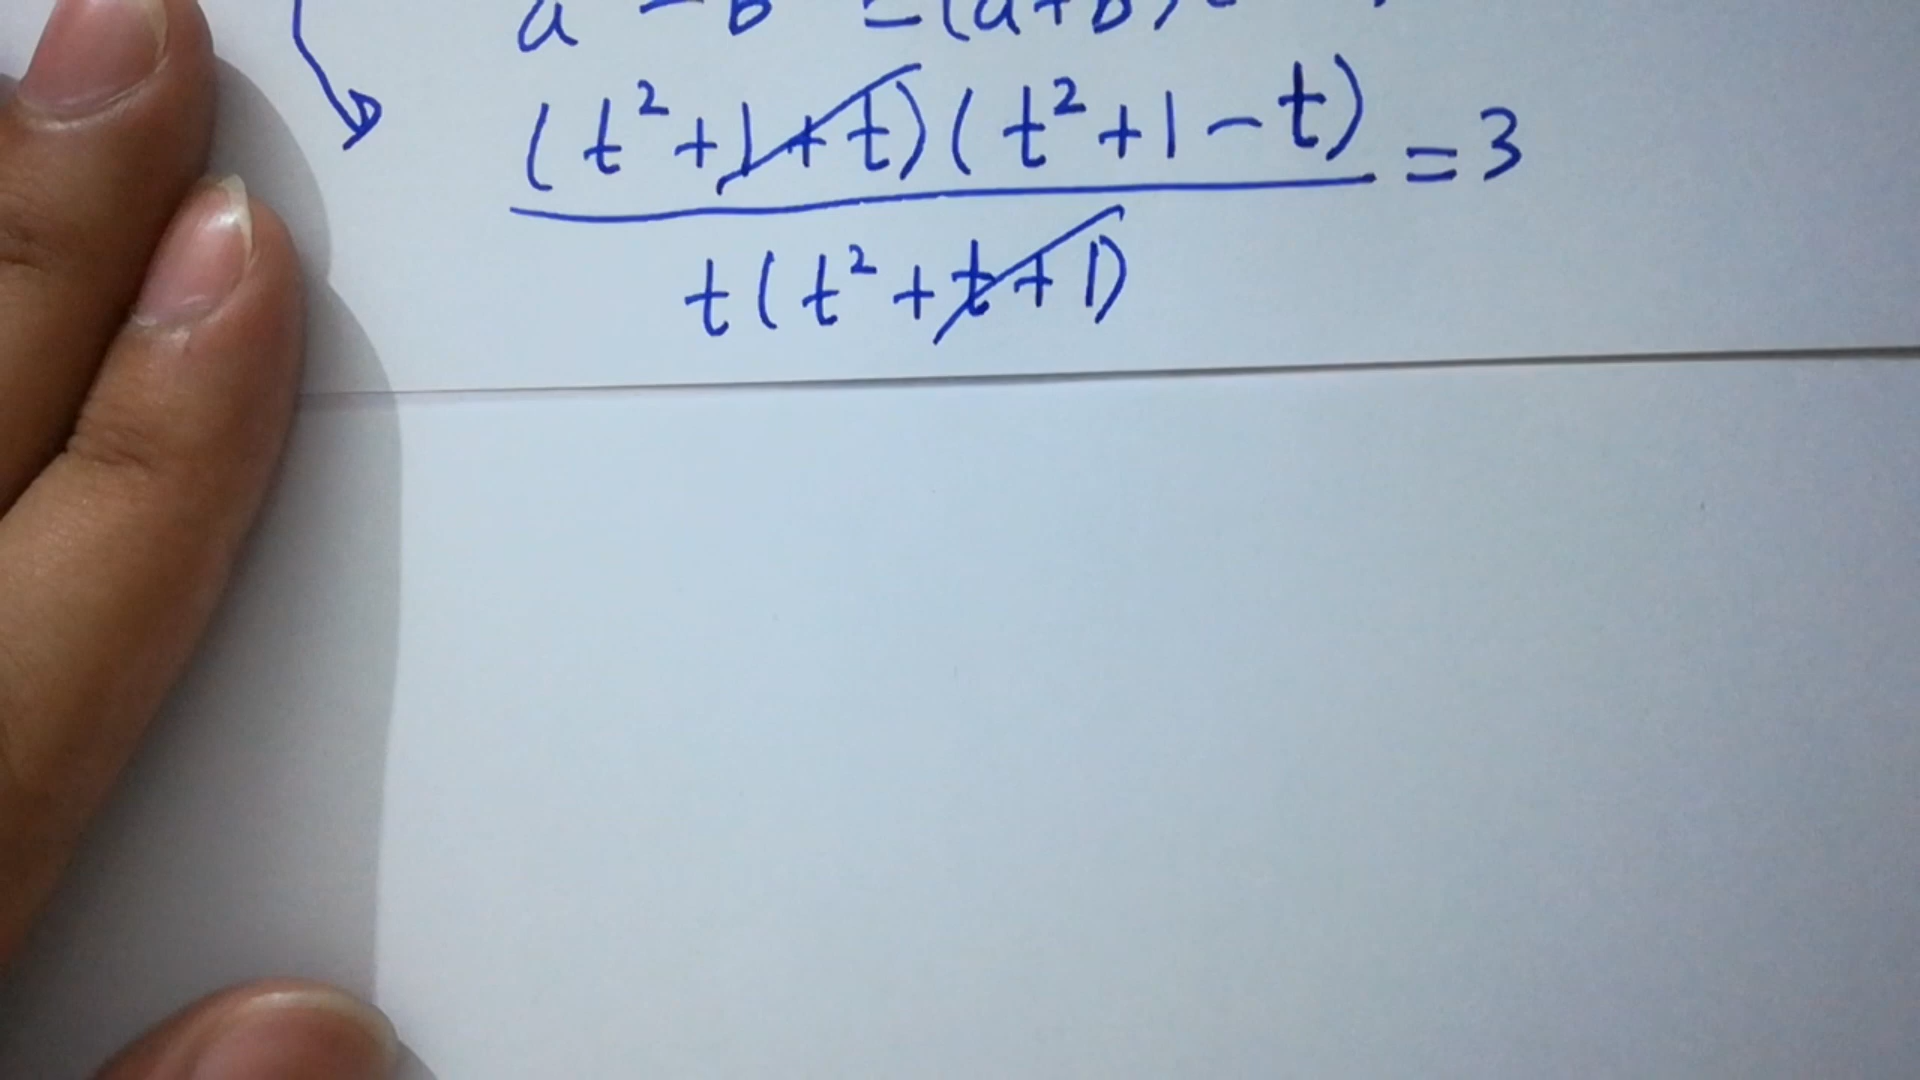 a - b = (a+b)
(t²+1+t)(t²+1-t) = 3
t(t²+t+1)